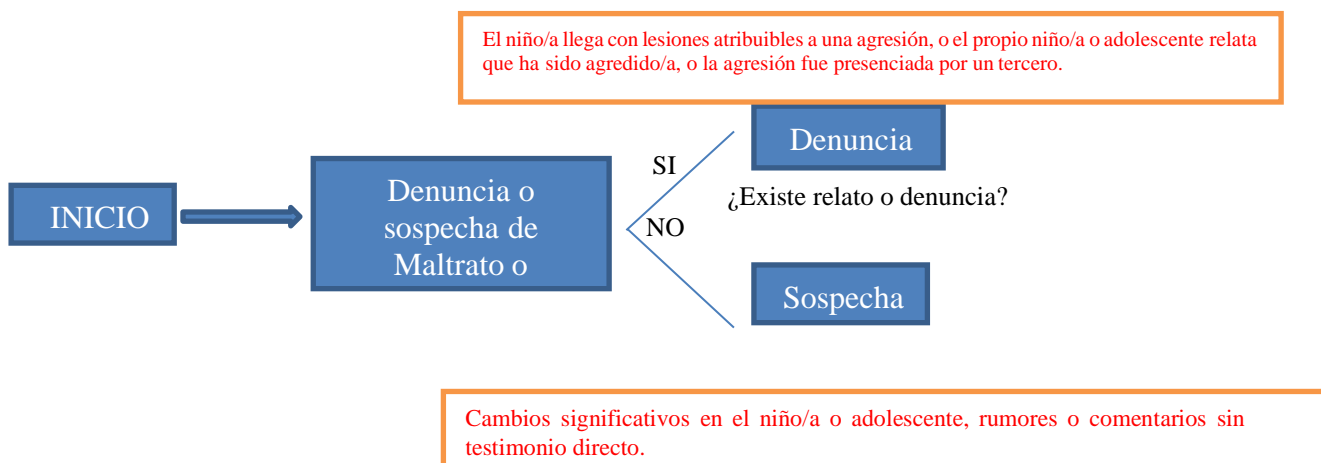 El niño/a llega con lesiones atribuibles a una agresión, o el propio niño/a o adolescente relata
que ha sido agredido/a, o la agresión fue presenciada por un tercero.
Denuncia
SI
¿Existe relato o denuncia?
INICIO
Denuncia o
sospecha de
Maltrato o
NO
Sospecha
Cambios significativos en el niño/a o adolescente, rumores o comentarios sin
testimonio directo.